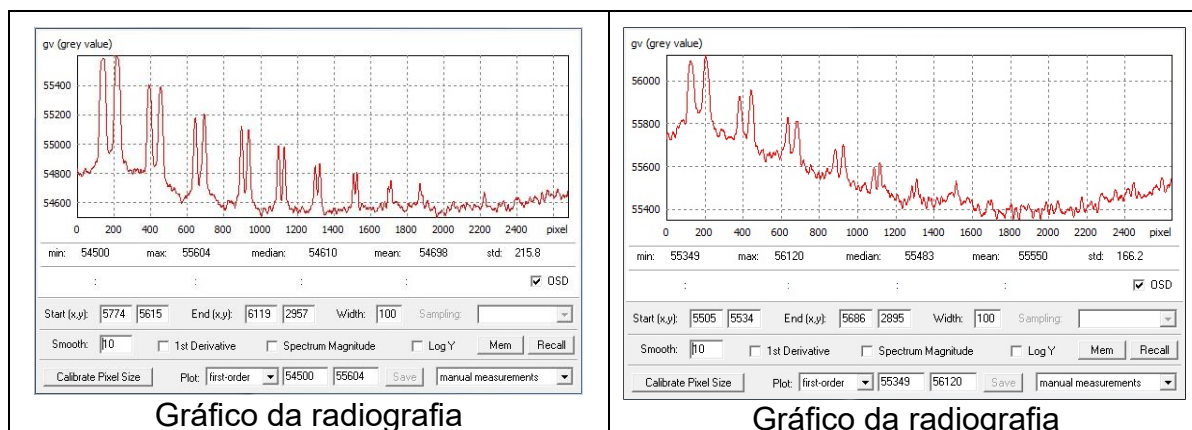 gv (grey value)
55400
55200
55000
54800
54600
0 200 400 600 800 1000 1200 1400 1600 1800 2000 2200 2400 pixel
min: 54500 max: 55604 median: 54610 mean: 54698 std: 215.8
: : : : OSD
Start (x,y): 5774 5615 End (x,y): 6119 2957 Width: 100 Sampling:
Smooth: 10 1st Derivative Spectrum Magnitude Log Y Mem Recall
Calibrate Pixel Size Plot: first-order 54500 55604 Save manual measurements
Gráfico da radiografia
gv (grey value)
56000
55800
55600
55400
0 200 400 600 800 1000 1200 1400 1600 1800 2000 2200 2400 pixel
min: 55349 max: 56120 median: 55483 mean: 55550 std: 166.2
: : : : OSD
Start (x,y): 5505 5534 End (x,y): 5686 2895 Width: 100 Sampling:
Smooth: 10 1st Derivative Spectrum Magnitude Log Y Mem Recall
Calibrate Pixel Size Plot: first-order 55349 56120 Save manual measurements
Gráfico da radiografia